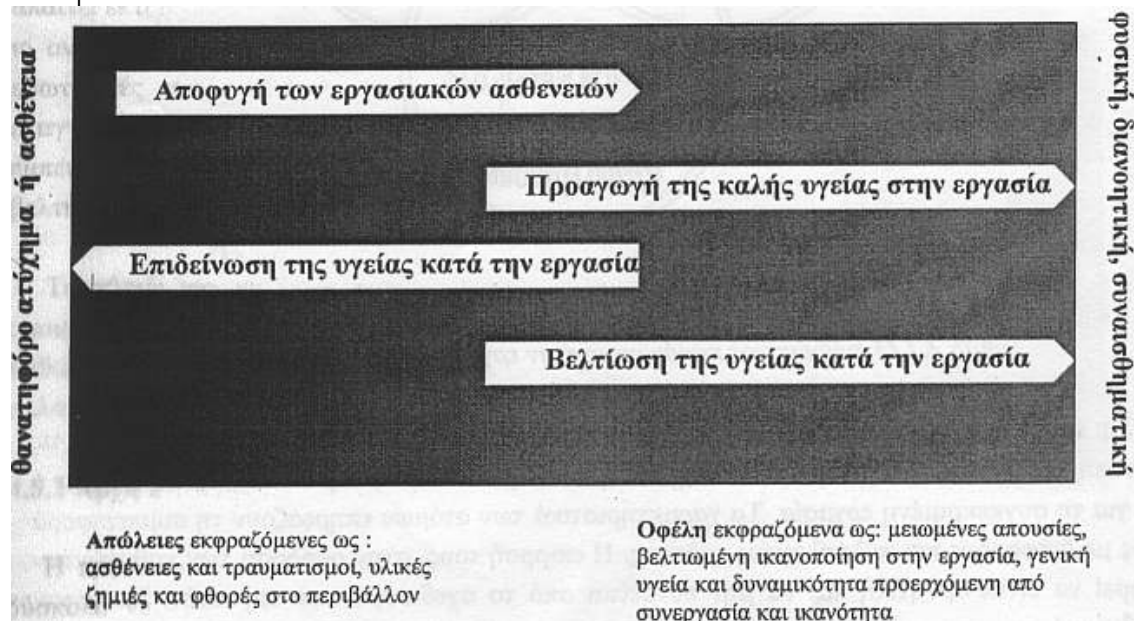 θανατηφόρο ατύχημα ή ασθένεια
Αποφυγή των εργασιακών ασθενειών
Προαγωγή της καλής υγείας στην εργασία
Επιδείνωση της υγείας κατά την εργασία
Βελτίωση της υγείας κατά την εργασία
φυσική, διανοητική, συναισθηματική
Απώλειες εκφραζόμενες ως :
ασθένειες και τραυματισμοί, υλικές
ζημιές και φθορές στο περιβάλλον
Οφέλη εκφραζόμενα ως: μειωμένες απουσίες,
βελτιωμένη ικανοποίηση στην εργασία, γενική
υγεία και δυναμικότητα προερχόμενη από
συνεργασία και ικανότητα